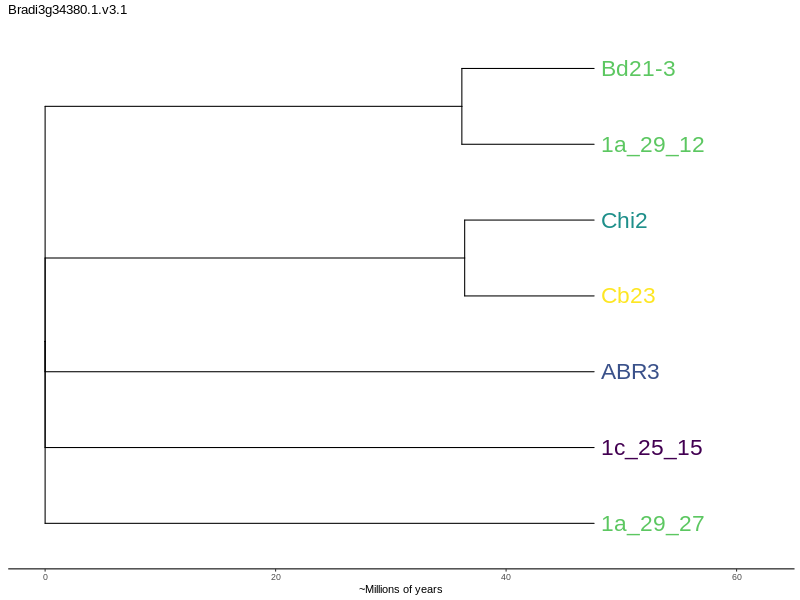 Bradi3g34380.1.v3.1
Bd21-3
1a_29_12
Chi2
Cb23
ABR3
1c_25_15
1a_29_27
0 20 40 60
~Millions of years